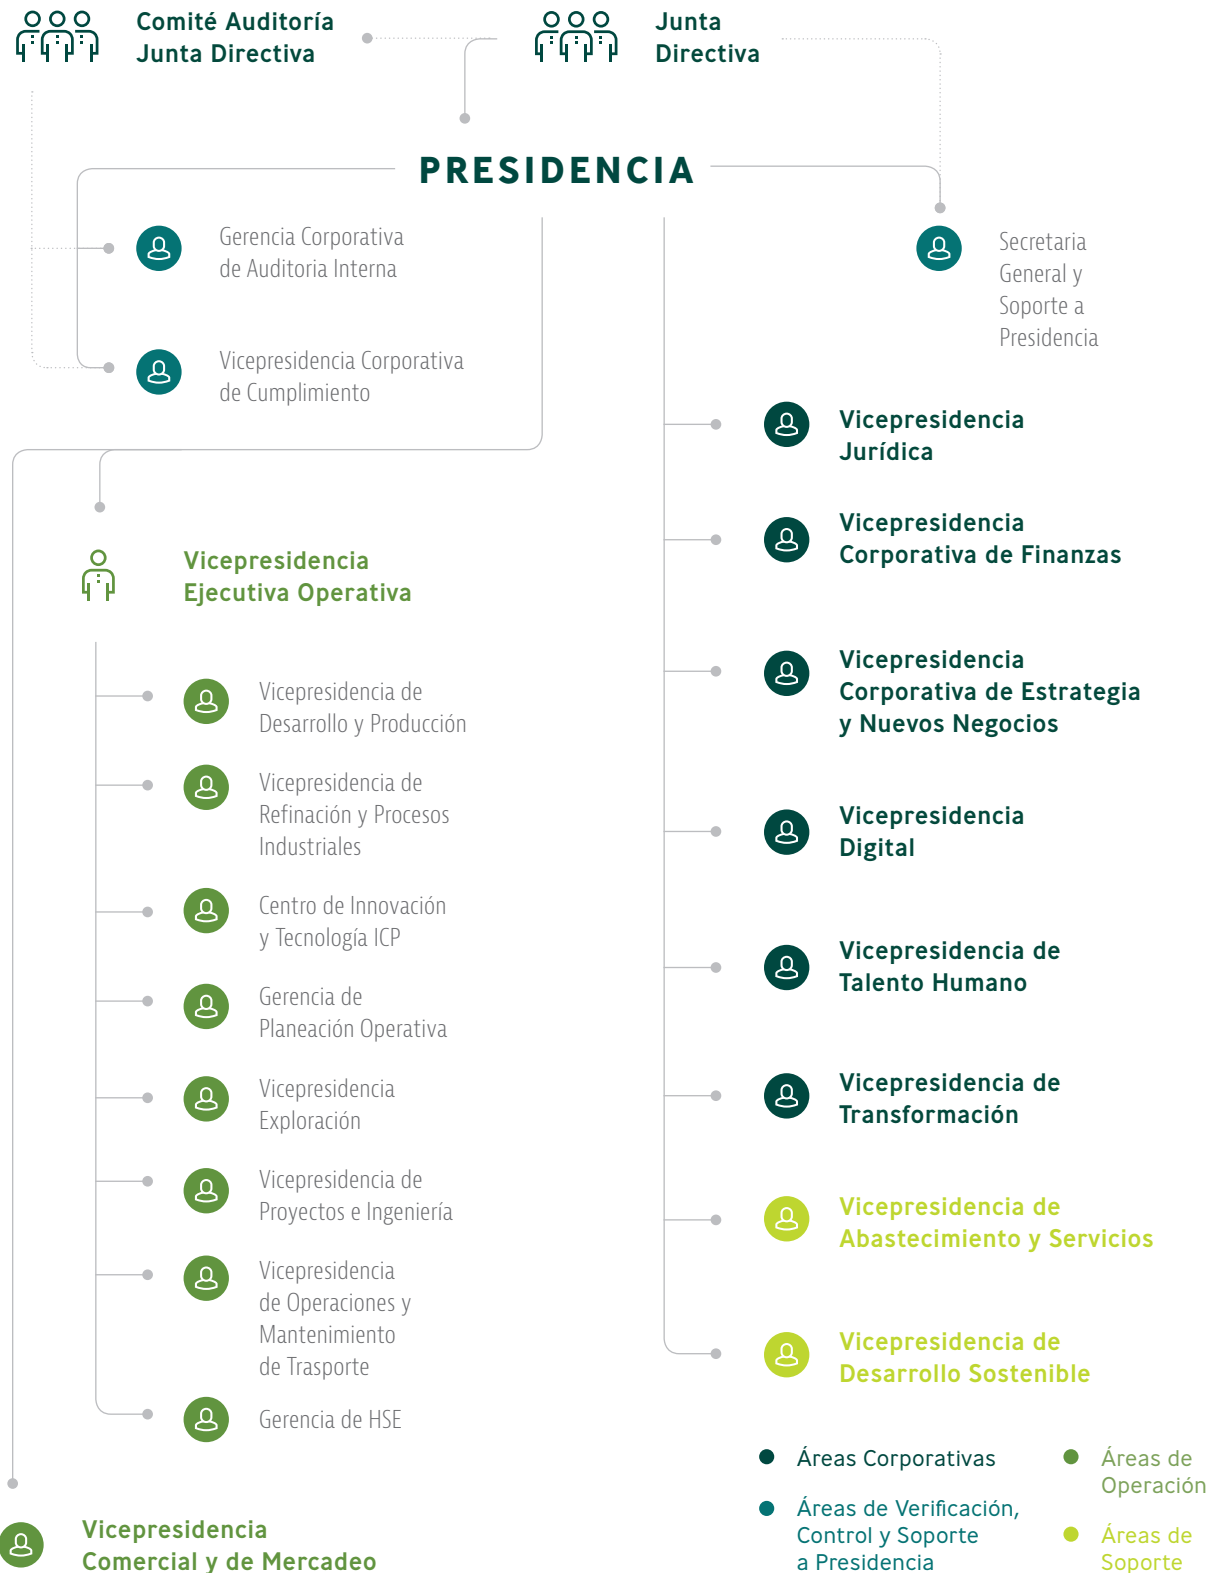 Comité Auditoría
Junta Directiva
Junta
Directiva
PRESIDENCIA
Gerencia Corporativa
de Auditoria Interna
Vicepresidencia Corporativa
de Cumplimiento
Secretaria
General y
Soporte a
Presidencia
Vicepresidencia
Ejecutiva Operativa
Vicepresidencia de
Desarrollo y Producción
Vicepresidencia de
Refinación y Procesos
Industriales
Centro de Innovación
y Tecnología ICP
Gerencia de
Planeación Operativa
Vicepresidencia
Exploración
Vicepresidencia de
Proyectos e Ingeniería
Vicepresidencia
de Operaciones y
Mantenimiento
de Trasporte
Gerencia de HSE
Vicepresidencia
Comercial y de Mercadeo
Vicepresidencia
Jurídica
Vicepresidencia
Corporativa de Finanzas
Vicepresidencia
Corporativa de Estrategia
y Nuevos Negocios
Vicepresidencia
Digital
Vicepresidencia de
Talento Humano
Vicepresidencia de
Transformación
Vicepresidencia de
Abastecimiento y Servicios
Vicepresidencia de
Desarrollo Sostenible
Áreas Corporativas
Áreas de Verificación,
Control y Soporte
a Presidencia
Áreas de
Operación
Áreas de
Soporte